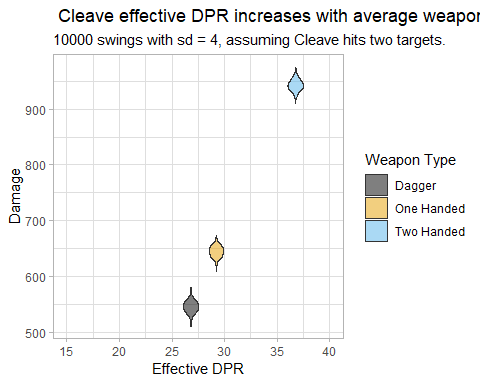 Cleave effective DPR increases with average weapon
10000 swings with sd = 4, assuming Cleave hits two targets.
900
800
700
600
500
Damage
15
20
25
30
35
40
Effective DPR
Weapon Type
Dagger
One Handed
Two Handed